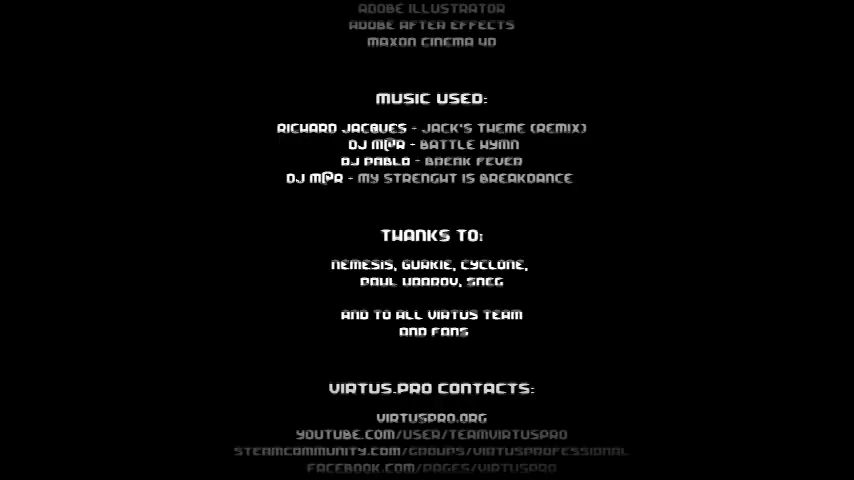 ADOBE ILLUSTRATOR
ADOBE AFTER EFFECTS
MAXON CINEMA 4D
MUSIC USED:
RICHARD JACQUES - JACK'S THEME (REMIX)
DJ M@R - BATTLE HYMN
DJ PABLO - BREAK FEVER
DJ M@R - MY STRENGHT IS BREAKDANCE
THANKS TO:
NEMESIS, GUAKIE, CYCLONE,
PAUL UDAROV, SNEG
AND TO ALL VIRTUS TEAM
AND FANS
VIRTUS.PRO CONTACTS:
VIRTUSPRO.ORG
YOUTUBE.COM/USER/TEAMVIRTUSPRO
STEAMCOMMUNITY.COM/GROUPS/VIRTUSPROFESSIONAL
FACEBOOK.COM/PAGES/VIRTUSPRO